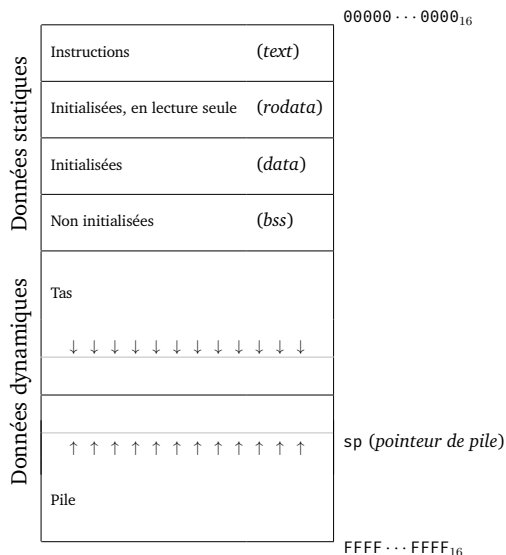 00000···0000₁₆
Données statiques
Instructions (text)
Initialisées, en lecture seule (rodata)
Initialisées (data)
Non initialisées (bss)
Données dynamiques
Tas
↓ ↓ ↓ ↓ ↓ ↓ ↓ ↓ ↓ ↓ ↓ ↓
↑ ↑ ↑ ↑ ↑ ↑ ↑ ↑ ↑ ↑ ↑ ↑
sp (pointeur de pile)
Pile
FFFF···FFFF₁₆